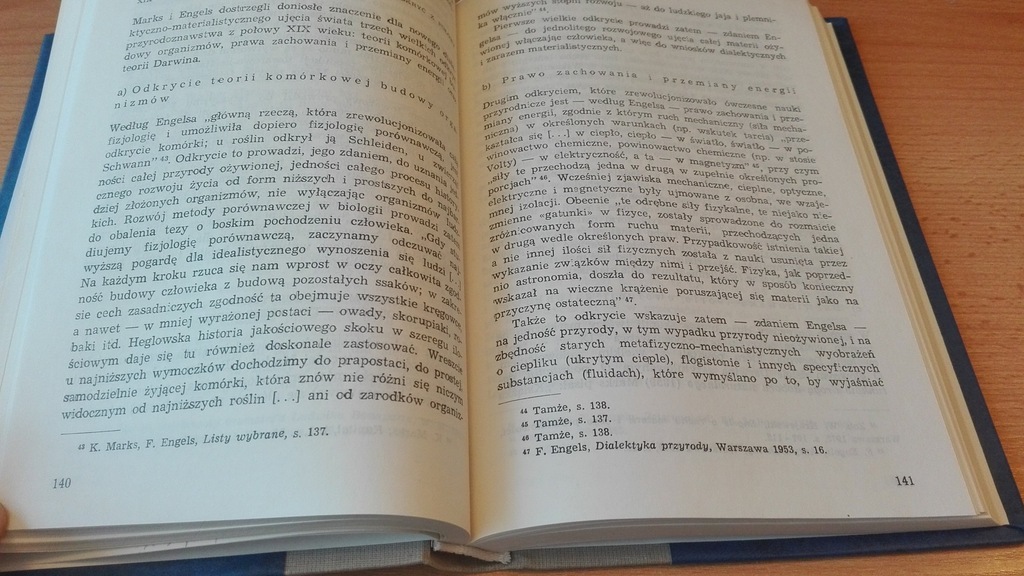 XIX
Marks i Engels dostrzegli doniosłe znaczenie dla nowego
ktyczno-materialistycznego ujęcia świata trzech wielkich
przyrodoznawstwa z połowy XIX wieku: teorii komórkowej
dowy organizmów, prawa zachowania i przemiany energii
teorii Darwina.
a) Odkrycie teorii komórkowej budowy
nizmów
Według Engelsa „główną rzeczą, która zrewolucjonizowała
fizjologię i umożliwiła dopiero fizjologię porównawczą,
odkrycie komórki; u roślin odkrył ją Schleiden, u
Schwann” 43. Odkrycie to prowadzi, jego zdaniem, do uznania
ności całej przyrody ożywionej, jedności całego procesu
cznego rozwoju życia od form niższych i prostszych do
dziej złożonych organizmów, nie wyłączając organizmów
kich. Rozwój metody porównawczej w biologii prowadzi
do obalenia tezy o boskim pochodzeniu człowieka. „Gdy
diujemy fizjologię porównawczą, zaczynamy odczuwać
wyższą pogardę dla idealistycznego wynoszenia się ludzi [...]
Na każdym kroku rzuca się nam wprost w oczy całkowita
ność budowy człowieka z budową pozostałych ssaków; w
sie cech zasadniczych zgodność ta obejmuje wszystkie kręgowce
a nawet — w mniej wyrażonej postaci — owady, skorupiaki,
baki itd. Heglowska historia jakościowego skoku w szeregu
ściowym daje się tu również doskonale zastosować. Wreszcie
u najniższych wymoczków dochodzimy do prapostaci, do prostej,
samodzielnie żyjącej komórki, która znów nie różni się niczym
widocznym od najniższych roślin [...] ani od zarodków organiz-
43 K. Marks, F. Engels, Listy wybrane, s. 137.
140
mów wyższych stopni rozwoju — aż do ludzkiego jaja i plemni-
ka włącznie” 44.
Pierwsze wielkie odkrycie prowadzi zatem — zdaniem En-
gelsa — do jednolitego rozwojowego ujęcia całej materii oży-
wionej włączając człowieka, a więc do wniosków dialektycznych
i zarazem materialistycznych.
b) Prawo zachowania i przemiany energii
Drugim odkryciem, które zrewolucjonizowało ówczesne nauki
przyrodnicze jest — według Engelsa — prawo zachowania i prze-
miany energii, zgodnie z którym ruch mechaniczny (siła mecha-
niczna) w określonych warunkach (np. wskutek tarcia) „prze-
kształca się [...] w ciepło, ciepło — w światło, światło — w po-
winowactwo chemiczne, powinowactwo chemiczne (np. w stosie
Volty) — w elektryczność, a ta — w magnetyzm” 45, przy czym
„siły te przechodzą jedna w drugą w zupełnie określonych pro-
porcjach” 46. Wcześniej zjawiska mechaniczne, cieplne, optyczne,
elektryczne i magnetyczne były ujmowane z osobna, we wzaje-
mnej izolacji. Obecnie „te odrębne siły fizykalne, te niejako nie-
zmienne «gatunki» w fizyce, zostały sprowadzone do rozmaicie
zróżnicowanych form ruchu materii, przechodzących jedna
w drugą wedle określonych praw. Przypadkowość istnienia takiej
a nie innej ilości sił fizycznych została z nauki usunięta przez
wykazanie związków między nimi i przejść. Fizyka, jak poprzed-
nio astronomia, doszła do rezultatu, który w sposób konieczny
wskazał na wieczne krążenie poruszającej się materii jako na
przyczynę ostateczną” 47.
Także to odkrycie wskazuje zatem — zdaniem Engelsa —
na jedność przyrody, w tym wypadku przyrody nieożywionej, i na
zbędność starych metafizyczno-mechanistycznych wyobrażeń
o ciepliku (ukrytym cieple), flogistonie i innych specyficznych
substancjach (fluidach), które wymyślano po to, by wyjaśniać
44 Tamże, s. 138.
45 Tamże, s. 137.
46 Tamże, s. 138.
47 F. Engels, Dialektyka przyrody, Warszawa 1953, s. 16.
141